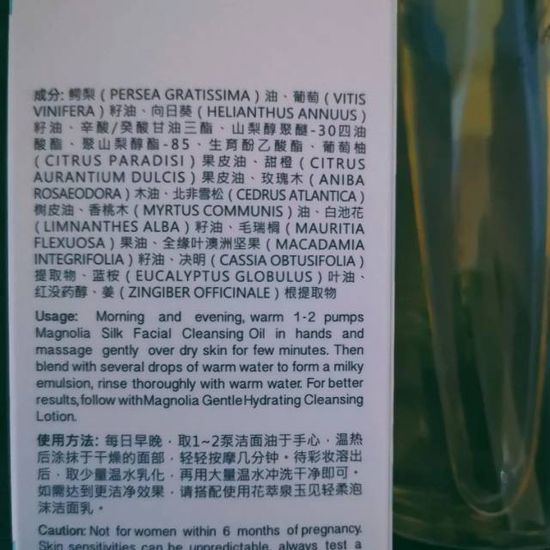 成分: 鳄梨 ( PERSEA GRATISSIMA ) 油、葡萄 ( VITIS
VINIFERA ) 籽油、向日葵 ( HELIANTHUS ANNUUS )
籽油、辛酸/癸酸甘油三酯、山梨醇聚醚-30四油
酸酯、聚山梨醇酯-85、生育酚乙酸酯、葡萄柚
( CITRUS PARADISI ) 果皮油、甜橙 ( CITRUS
AURANTIUM DULCIS ) 果皮油、玫瑰木 ( ANIBA
ROSAEODORA ) 木油、北非雪松 ( CEDRUS ATLANTICA )
树皮油、香桃木 ( MYRTUS COMMUNIS ) 油、白池花
( LIMNANTHES ALBA ) 籽油、毛瑞榈 ( MAURITIA
FLEXUOSA ) 果油、全缘叶澳洲坚果 ( MACADAMIA
INTEGRIFOLIA ) 籽油、决明 ( CASSIA OBTUSIFOLIA )
提取物、蓝桉 ( EUCALYPTUS GLOBULUS ) 叶油、
红没药醇、姜 ( ZINGIBER OFFICINALE ) 根提取物
Usage: Morning and evening, warm 1-2 pumps
Magnolia Silk Facial Cleansing Oil in hands and
massage gently over dry skin for few minutes. Then
blend with several drops of warm water to form a milky
emulsion, rinse thoroughly with warm water. For better
results, follow with Magnolia Gentle Hydrating Cleansing
Lotion.
使用方法: 每日早晚，取1~2泵洁面油于手心，温热
后涂抹于干燥的面部，轻轻按摩几分钟。待彩妆溶出
后，取少量温水乳化，再用大量温水冲洗干净即可。
如需达到更洁净效果，请搭配使用花萃泉玉见轻柔泡
沫洁面乳。
Caution: Not for women within 6 months of pregnancy.
Skin sensitivities can be unpredictable, always test a